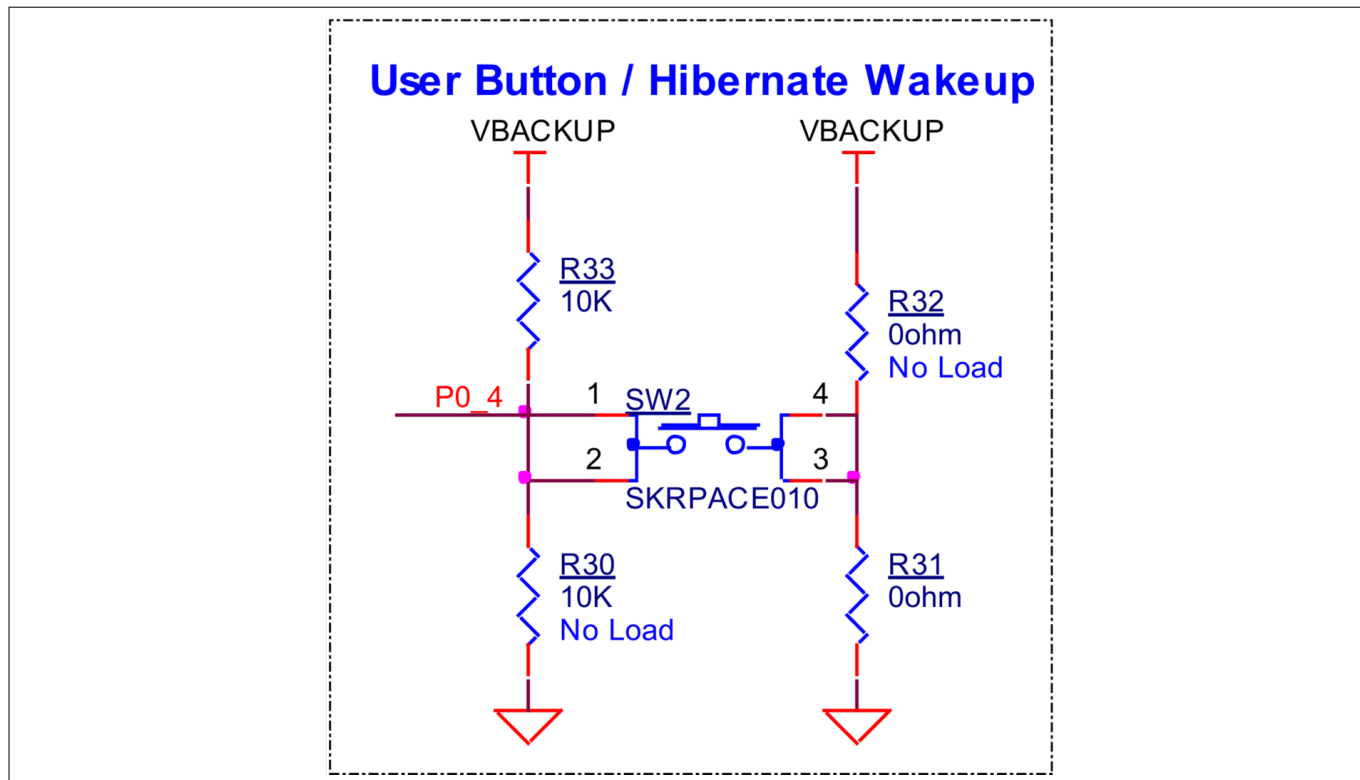 User Button / Hibernate Wakeup
VBACKUP
VBACKUP
R33
10K
R32
0ohm
No Load
P0_4
1
SW2
4
2
3
SKRPACE010
R30
10K
No Load
R31
0ohm